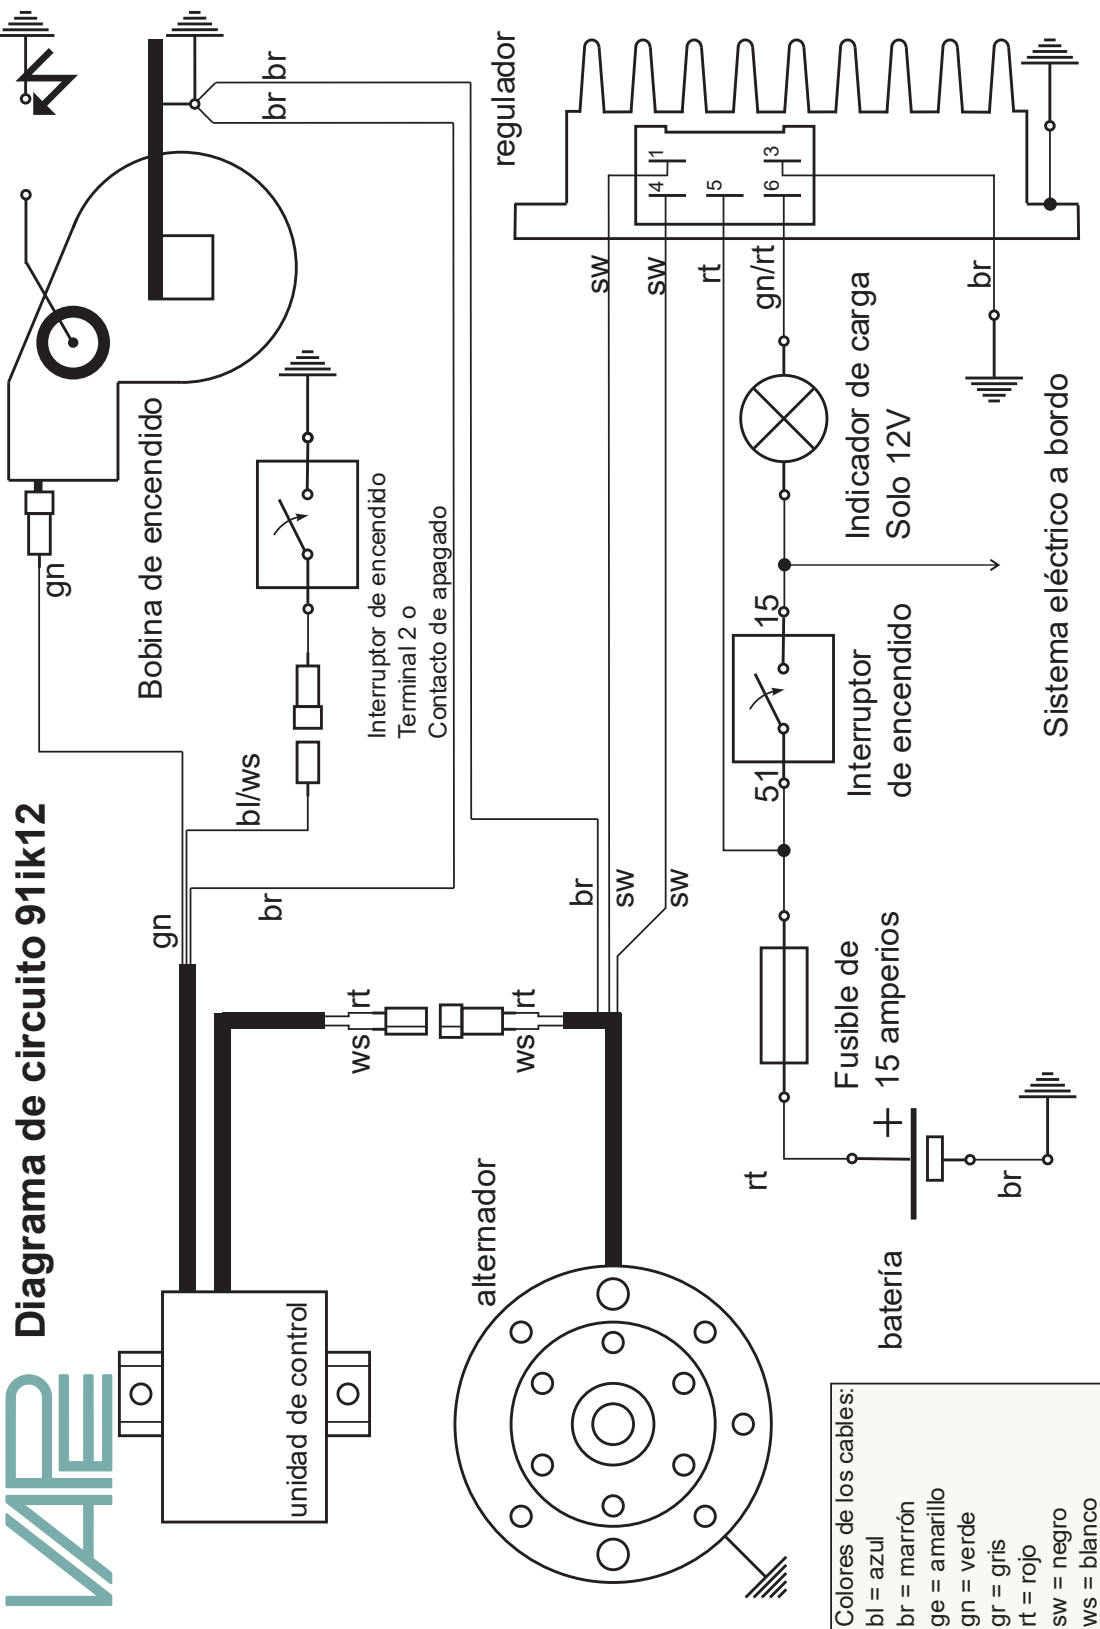 VAPE
Diagrama de circuito 91ik12
gn
gn
Bobina de encendido
bl/ws
br
Interruptor de encendido
Terminal 2 o
Contacto de apagado
br
br
br
br
unidad de control
ws
rt
ws
rt
br
sw
sw
alternador
regulador
1
4
5
3
6
sw
sw
rt
gn/rt
br
Indicador de carga
Solo 12V
15
51
Interruptor
de encendido
Sistema eléctrico a bordo
Fusible de
15 amperios
rt
+
br
batería
Colores de los cables:
bl = azul
br = marrón
ge = amarillo
gn = verde
gr = gris
rt = rojo
sw = negro
ws = blanco